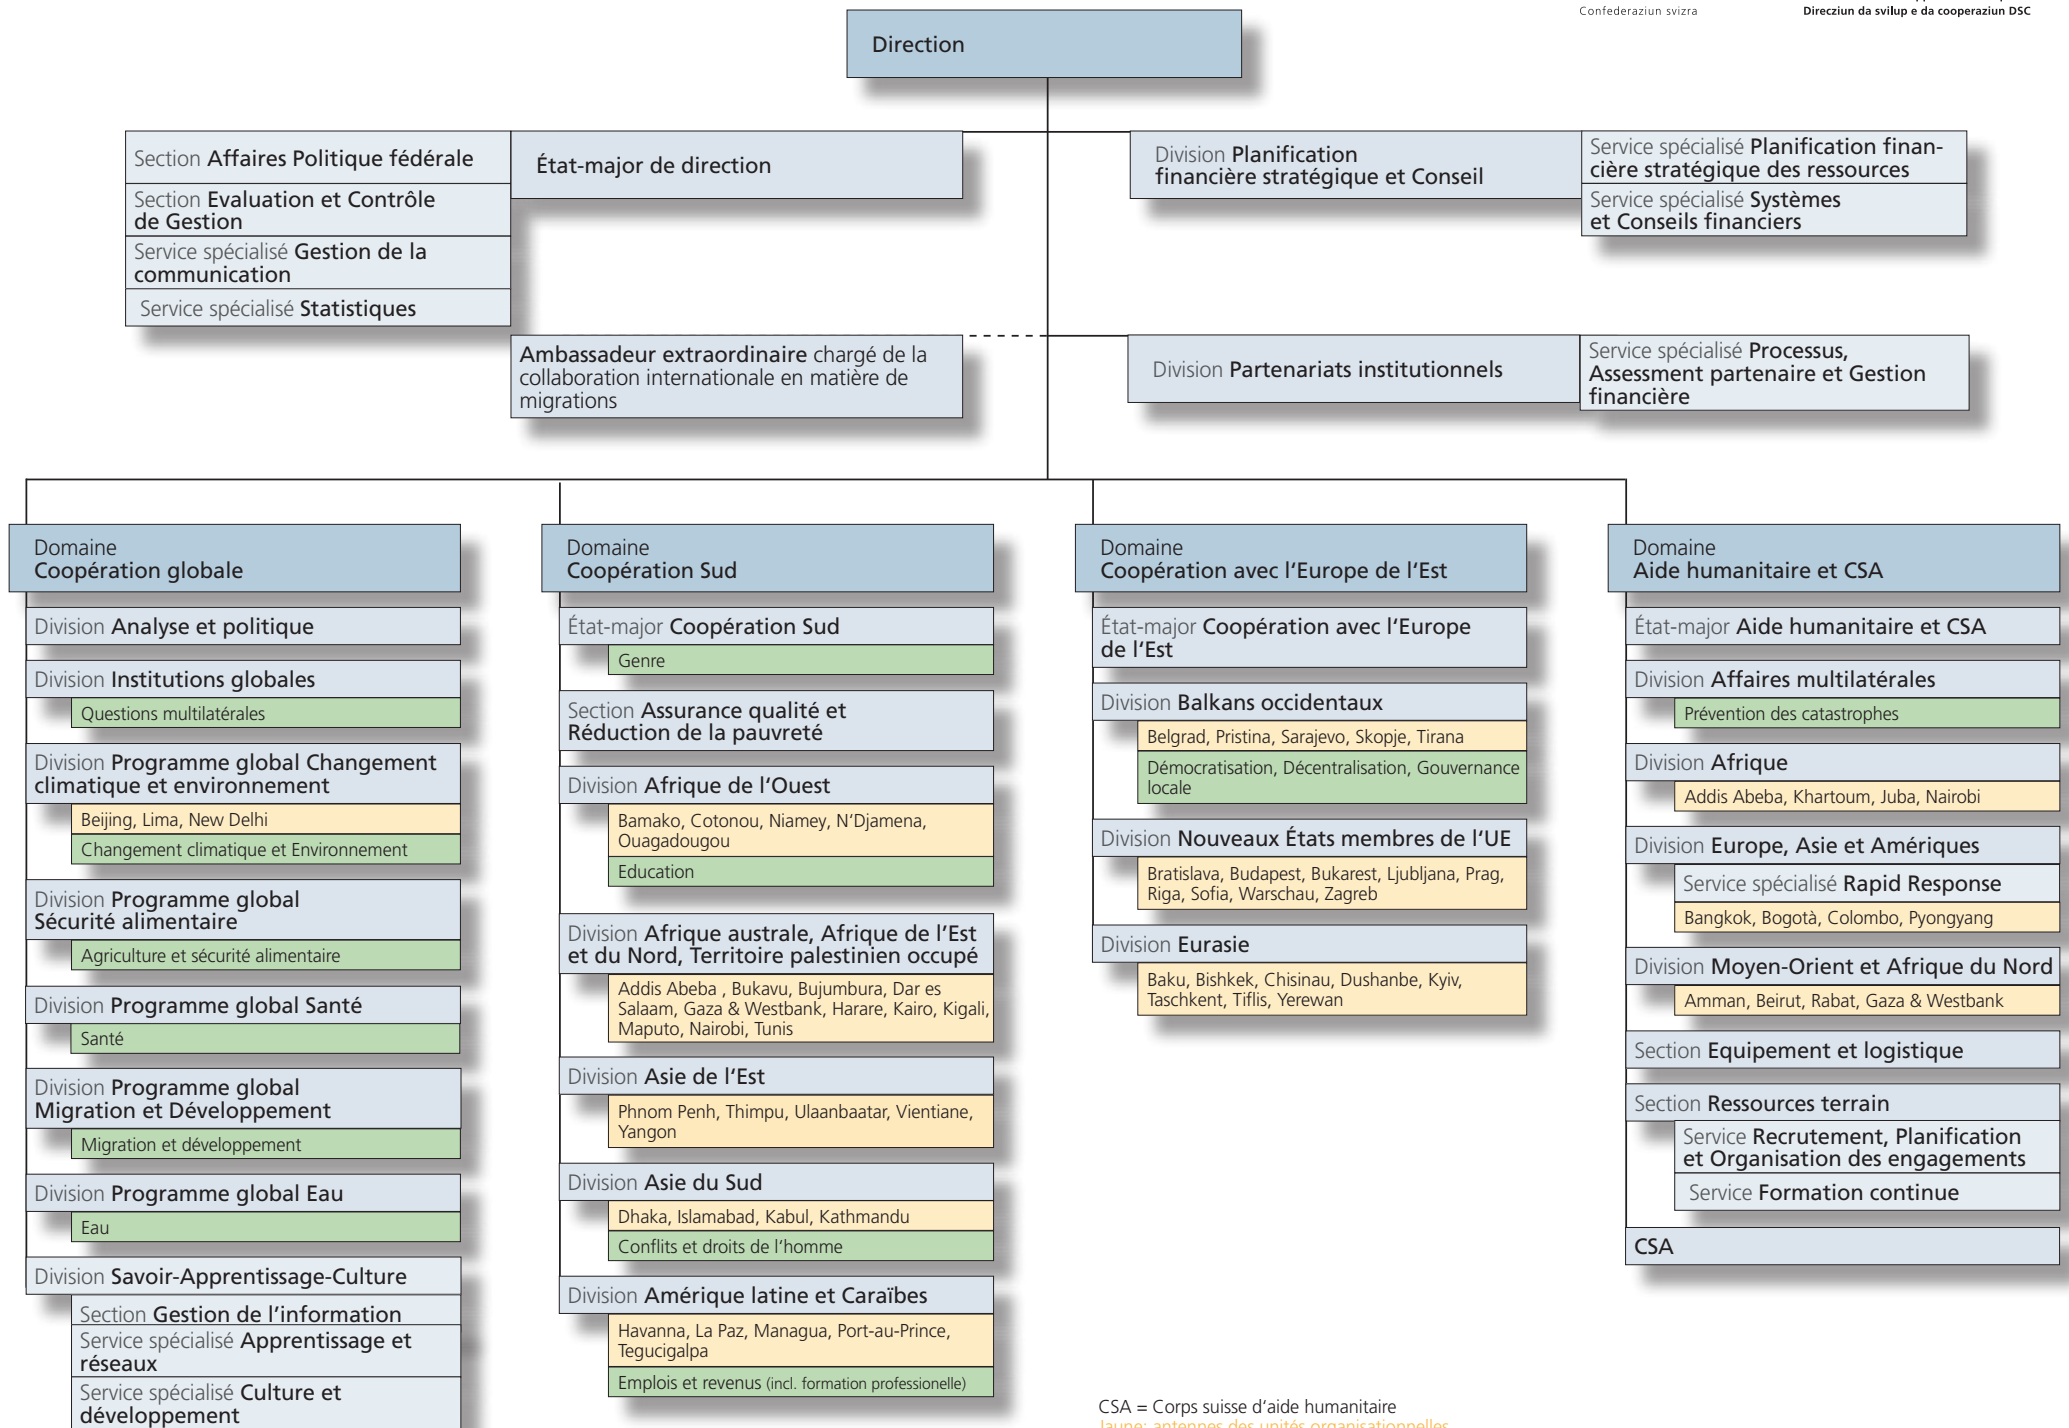 Confederaziun svizra
Direcziun da svilup e da cooperaziun DSC
Direction
Section Affaires Politique fédérale
Section Evaluation et Contrôle
de Gestion
Service spécialisé Gestion de la
communication
Service spécialisé Statistiques
État-major de direction
Division Planification
financière stratégique et Conseil
Service spécialisé Planification finan-
cière stratégique des ressources
Service spécialisé Systèmes
et Conseils financiers
Ambassadeur extraordinaire chargé de la
collaboration internationale en matière de
migrations
Division Partenariats institutionnels
Service spécialisé Processus,
Assessment partenaire et Gestion
financière
Domaine
Coopération globale
Division Analyse et politique
Division Institutions globales
Questions multilatérales
Division Programme global Changement
climatique et environnement
Beijing, Lima, New Delhi
Changement climatique et Environnement
Division Programme global
Sécurité alimentaire
Agriculture et sécurité alimentaire
Division Programme global Santé
Santé
Division Programme global
Migration et Développement
Migration et développement
Division Programme global Eau
Eau
Division Savoir-Apprentissage-Culture
Section Gestion de l’information
Service spécialisé Apprentissage et
réseaux
Service spécialisé Culture et
développement
Domaine
Coopération Sud
État-major Coopération Sud
Genre
Section Assurance qualité et
Réduction de la pauvreté
Division Afrique de l‘Ouest
Bamako, Cotonou, Niamey, N’Djamena,
Ouagadougou
Education
Division Afrique australe, Afrique de l‘Est
et du Nord, Territoire palestinien occupé
Addis Abeba , Bukavu, Bujumbura, Dar es
Salaam, Gaza & Westbank, Harare, Kairo, Kigali,
Maputo, Nairobi, Tunis
Division Asie de l‘Est
Phnom Penh, Thimpu, Ulaanbaatar, Vientiane,
Yangon
Division Asie du Sud
Dhaka, Islamabad, Kabul, Kathmandu
Conflits et droits de l’homme
Division Amérique latine et Caraïbes
Havanna, La Paz, Managua, Port-au-Prince,
Tegucigalpa
Emplois et revenus (incl. formation professionelle)
Domaine
Coopération avec l‘Europe de l‘Est
État-major Coopération avec l‘Europe
de l‘Est
Division Balkans occidentaux
Belgrad, Pristina, Sarajevo, Skopje, Tirana
Démocratisation, Décentralisation, Gouvernance
locale
Division Nouveaux États membres de l‘UE
Bratislava, Budapest, Bukarest, Ljubljana, Prag,
Riga, Sofia, Warschau, Zagreb
Division Eurasie
Baku, Bishkek, Chisinau, Dushanbe, Kyiv,
Taschkent, Tiflis, Yerewan
Domaine
Aide humanitaire et CSA
État-major Aide humanitaire et CSA
Division Affaires multilatérales
Prévention des catastrophes
Division Afrique
Addis Abeba, Khartoum, Juba, Nairobi
Division Europe, Asie et Amériques
Service spécialisé Rapid Response
Bangkok, Bogotà, Colombo, Pyongyang
Division Moyen-Orient et Afrique du Nord
Amman, Beirut, Rabat, Gaza & Westbank
Section Equipement et logistique
Section Ressources terrain
Service Recrutement, Planification
et Organisation des engagements
Service Formation continue
CSA
CSA = Corps suisse d’aide humanitaire
Jaune: antennes des unités organisationnelles